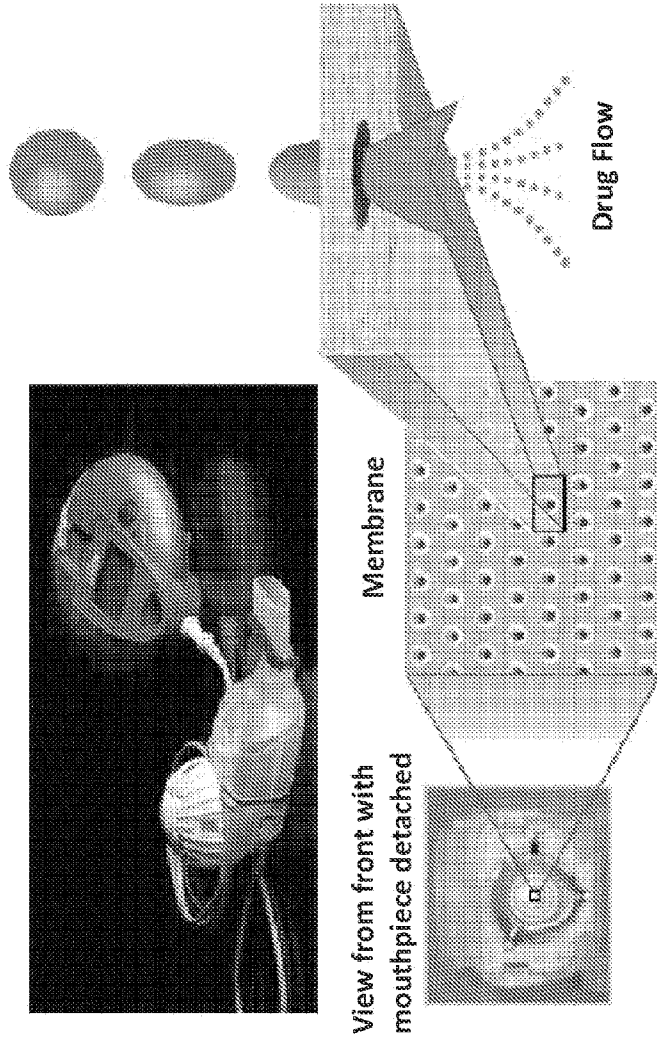 View from front with
mouthpiece detached
Membrane
Drug Flow